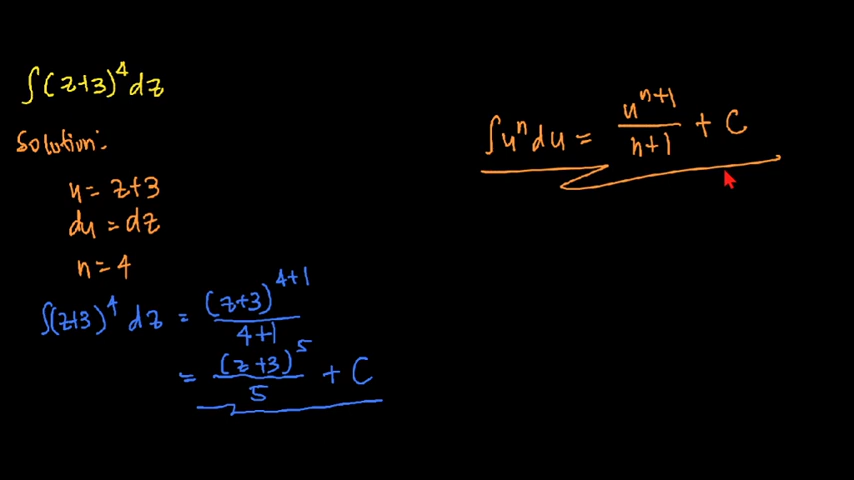 ∫(z+3)^4 dz
Solution:
u = z+3
du = dz
n = 4
∫(z+3)^4 dz = (z+3)^(4+1) / 4+1
= (z+3)^5 / 5 + C
∫u^n du = u^(n+1) / n+1 + C